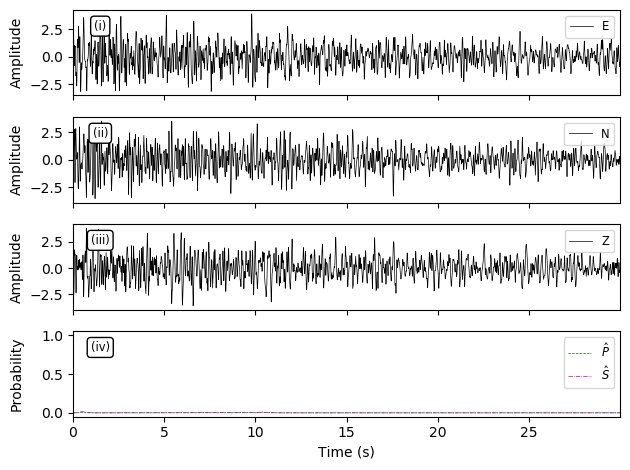 (i)
E
Amplitude
2.5
0.0
−2.5
(ii)
N
Amplitude
2.5
0.0
−2.5
(iii)
Z
Amplitude
2.5
0.0
−2.5
(iv)
P̂
Ŝ
Probability
1.0
0.5
0.0
0 5 10 15 20 25
Time (s)